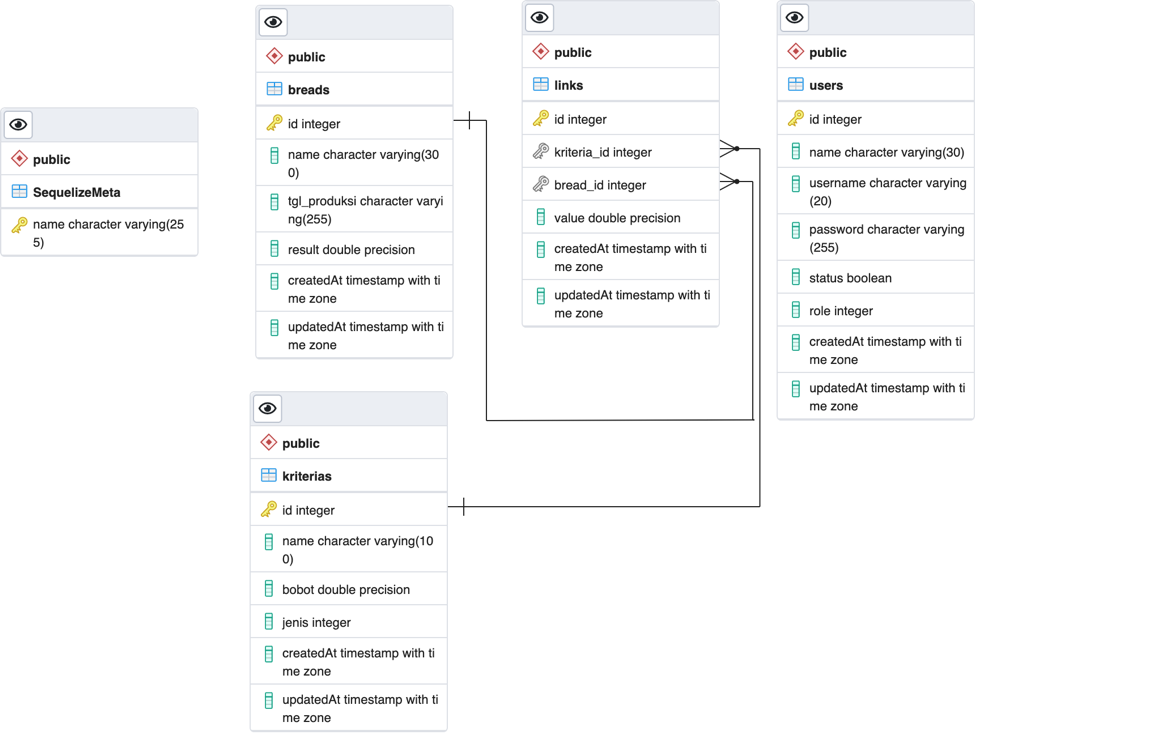 public
SequelizeMeta
name character varying(25
5)
public
breads
id integer
name character varying(30
0)
tgl_produksi character varyi
ng(255)
result double precision
createdAt timestamp with ti
me zone
updatedAt timestamp with ti
me zone
public
kriterias
id integer
name character varying(10
0)
bobot double precision
jenis integer
createdAt timestamp with ti
me zone
updatedAt timestamp with ti
me zone
public
links
id integer
kriteria_id integer
bread_id integer
value double precision
createdAt timestamp with ti
me zone
updatedAt timestamp with ti
me zone
public
users
id integer
name character varying(30)
username character varying
(20)
password character varying
(255)
status boolean
role integer
createdAt timestamp with ti
me zone
updatedAt timestamp with ti
me zone